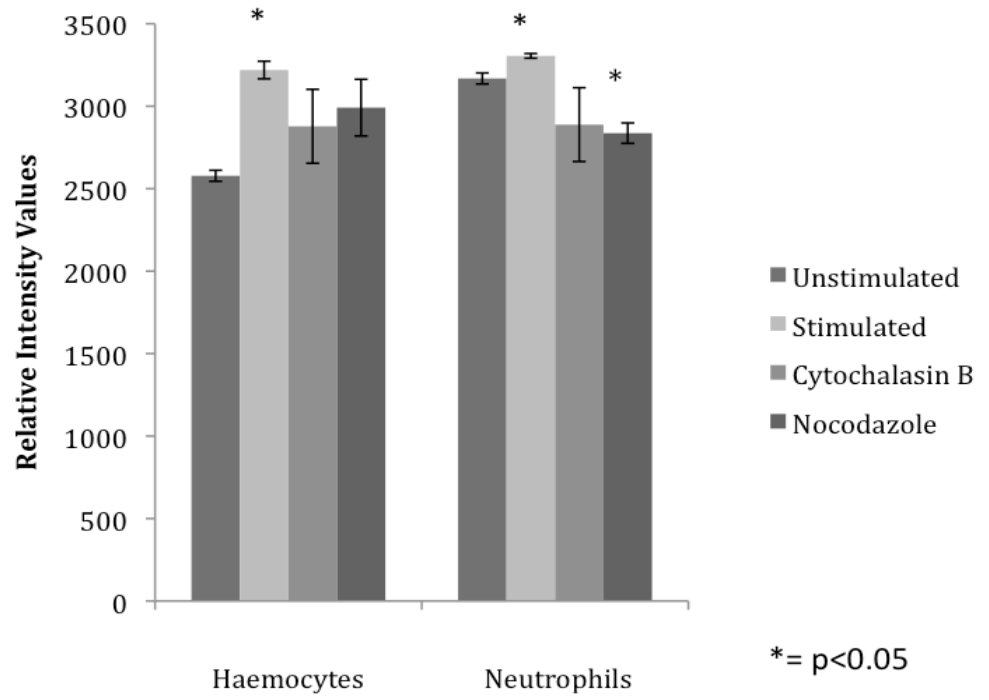 Relative Intensity Values
3500
3000
2500
2000
1500
1000
500
0
*
*
*
Haemocytes
Neutrophils
Unstimulated
Stimulated
Cytochalasin B
Nocodazole
*= p<0.05